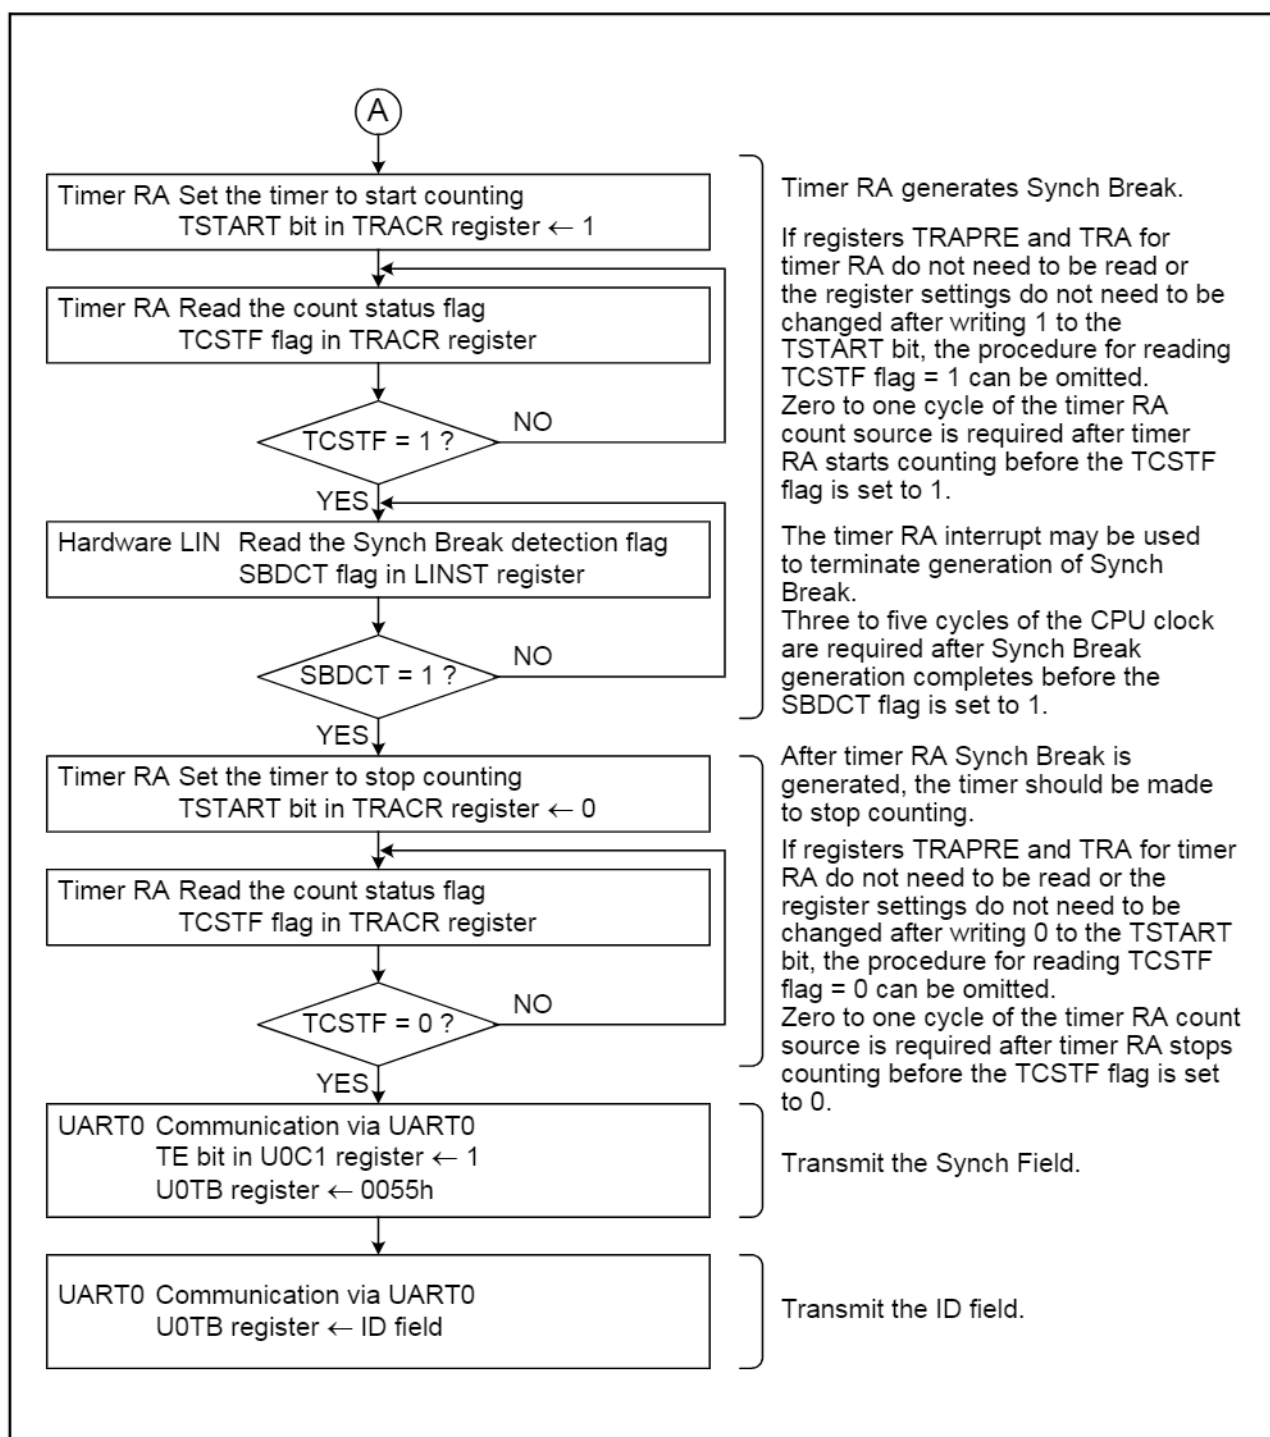 A
Timer RA Set the timer to start counting
TSTART bit in TRACR register ← 1
Timer RA Read the count status flag
TCSTF flag in TRACR register
TCSTF = 1 ?
NO
YES
Hardware LIN Read the Synch Break detection flag
SBDCT flag in LINST register
SBDCT = 1 ?
NO
YES
Timer RA generates Synch Break.
If registers TRAPRE and TRA for
timer RA do not need to be read or
the register settings do not need to be
changed after writing 1 to the
TSTART bit, the procedure for reading
TCSTF flag = 1 can be omitted.
Zero to one cycle of the timer RA
count source is required after timer
RA starts counting before the TCSTF
flag is set to 1.
The timer RA interrupt may be used
to terminate generation of Synch
Break.
Three to five cycles of the CPU clock
are required after Synch Break
generation completes before the
SBDCT flag is set to 1.
Timer RA Set the timer to stop counting
TSTART bit in TRACR register ← 0
Timer RA Read the count status flag
TCSTF flag in TRACR register
TCSTF = 0 ?
NO
YES
After timer RA Synch Break is
generated, the timer should be made
to stop counting.
If registers TRAPRE and TRA for timer
RA do not need to be read or the
register settings do not need to be
changed after writing 0 to the TSTART
bit, the procedure for reading TCSTF
flag = 0 can be omitted.
Zero to one cycle of the timer RA count
source is required after timer RA stops
counting before the TCSTF flag is set
to 0.
UART0 Communication via UART0
TE bit in U0C1 register ← 1
U0TB register ← 0055h
Transmit the Synch Field.
UART0 Communication via UART0
U0TB register ← ID field
Transmit the ID field.